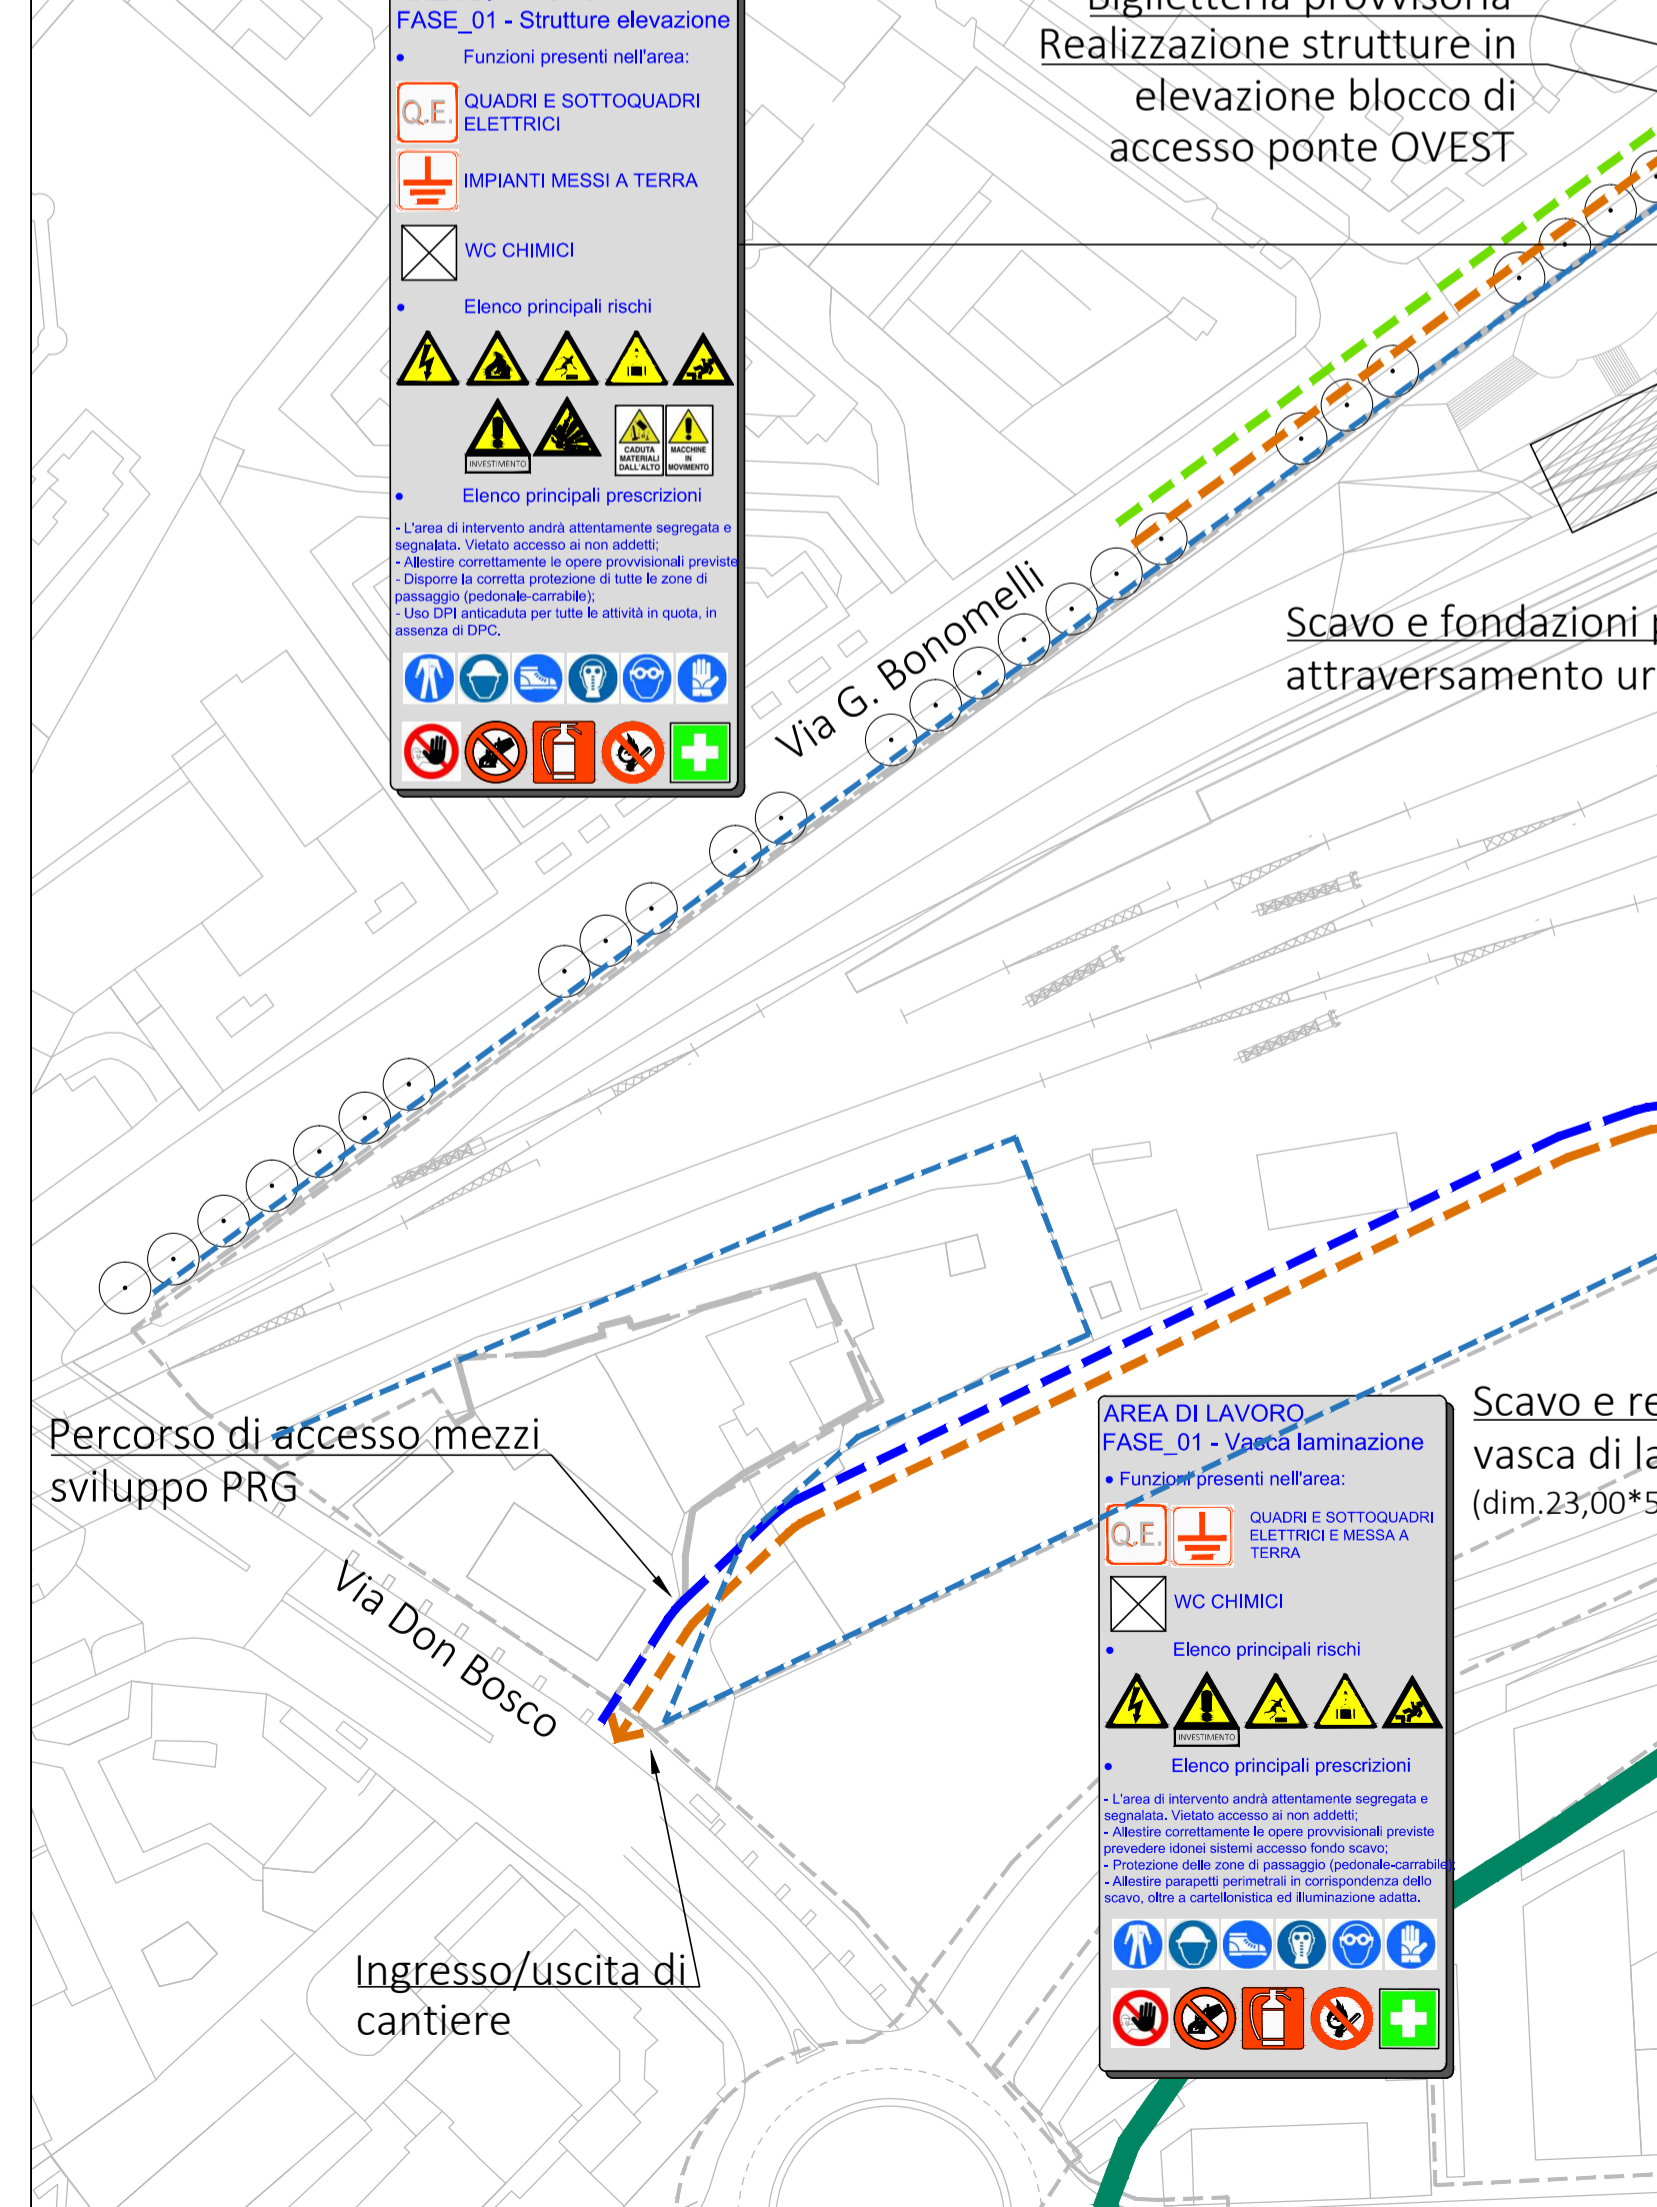 FASE_01 - Strutture elevazione
• Funzioni presenti nell'area:
Q.E.
QUADRI E SOTTOQUADRI
ELETTRICI
IMPIANTI MESSI A TERRA
WC CHIMICI
• Elenco principali rischi
INVESTIMENTO
CADUTA
MATERIALI
DALL'ALTO
MACCHINE
IN
MOVIMENTO
• Elenco principali prescrizioni
- L'area di intervento andrà attentamente segregata e
segnalata. Vietato accesso ai non addetti;
- Allestire correttamente le opere provvisionali previste
- Disporre la corretta protezione di tutte le zone di
passaggio (pedonale-carrabile);
- Uso DPI anticaduta per tutte le attività in quota, in
assenza di DPC.
Biglietteria provvisoria
Realizzazione strutture in
elevazione blocco di
accesso ponte OVEST
Via G. Bonomelli
Scavo e fondazioni
attraversamento
Percorso di accesso mezzi
sviluppo PRG
Via Don Bosco
Ingresso/uscita di
cantiere
AREA DI LAVORO
FASE_01 - Vasca laminazione
• Funzioni presenti nell'area:
Q.E.
QUADRI E SOTTOQUADRI
ELETTRICI E MESSA A
TERRA
WC CHIMICI
• Elenco principali rischi
INVESTIMENTO
• Elenco principali prescrizioni
- L'area di intervento andrà attentamente segregata e
segnalata. Vietato accesso ai non addetti;
- Allestire correttamente le opere provvisionali previste
prevedere idonei sistemi accesso fondo scavo;
- Protezione delle zone di passaggio (pedonale-carrabile);
- Allestire parapetti perimetrali in corrispondenza dello
scavo, oltre a cartellonistica ed illuminazione adatta.
Scavo e
vasca di
(dim.23,00*5